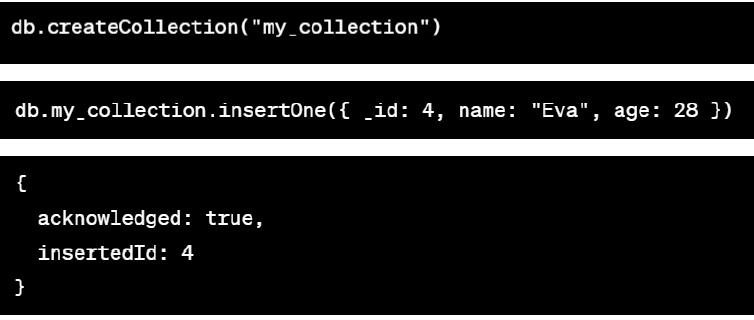 db.createCollection("my_collection")
db.my_collection.insertOne({ _id: 4, name: "Eva", age: 28 })
{
acknowledged: true,
insertedId: 4
}